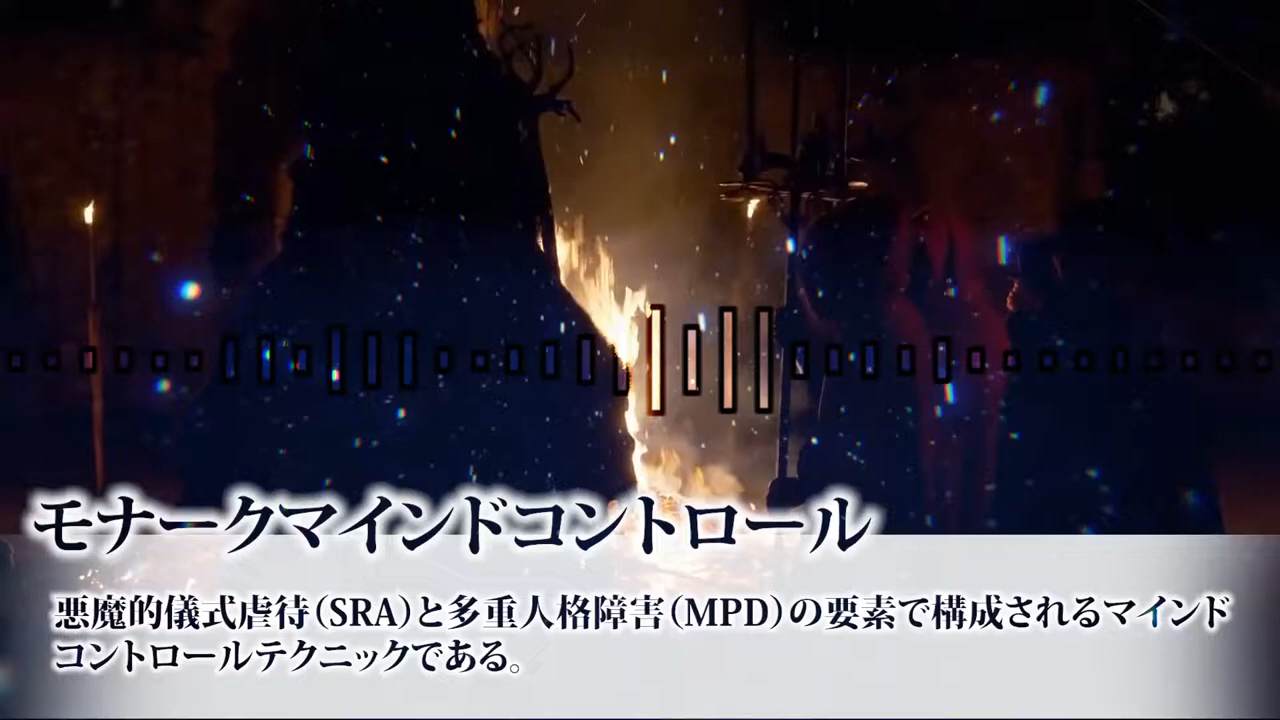 モナークマインドコントロール
悪魔的儀式虐待（SRA）と多重人格障害（MPD）の要素で構成されるマインド
コントロールテクニックである。